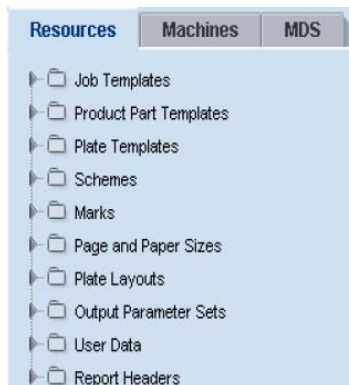 Resources Machines MDS
Job Templates
Product Part Templates
Plate Templates
Schemes
Marks
Page and Paper Sizes
Plate Layouts
Output Parameter Sets
User Data
Report Headers